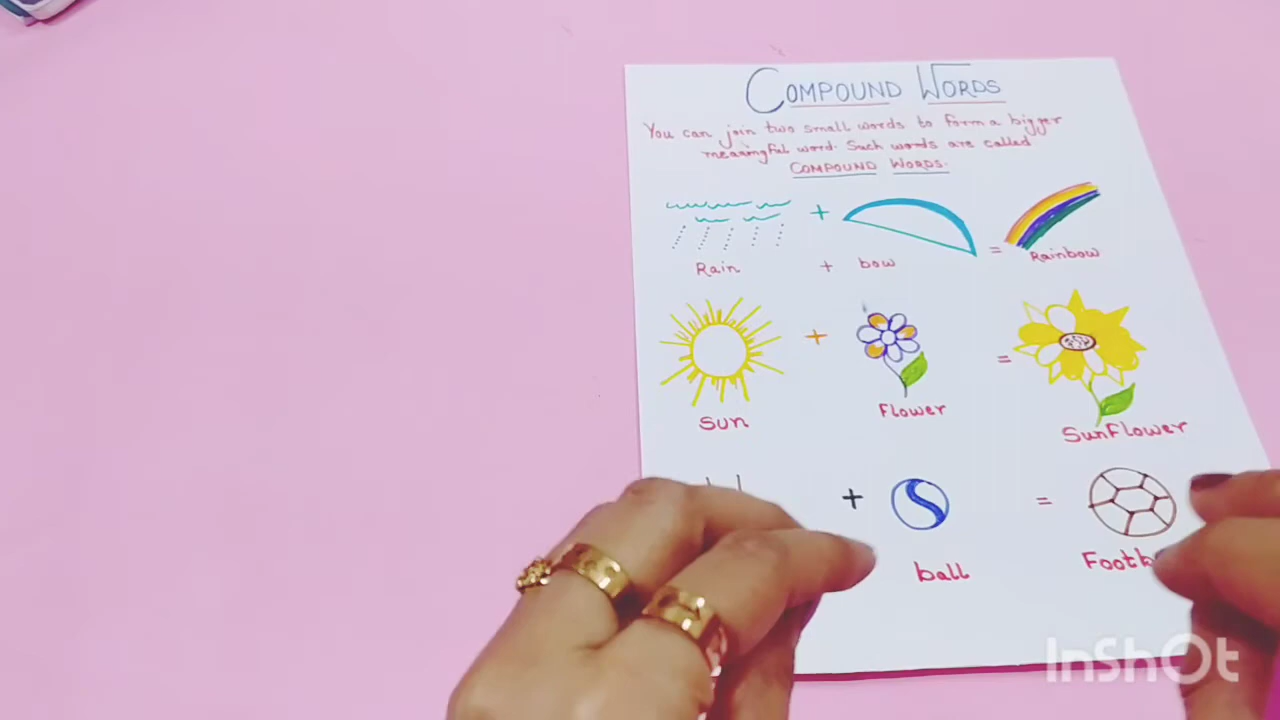 COMPOUND WORDS
You can join two small words to form a bigger
meaningful word. Such words are called
COMPOUND WORDS.
+ =
Rain + bow Rainbow
+ =
Sun Flower SunFlower
+ =
ball
InShOt